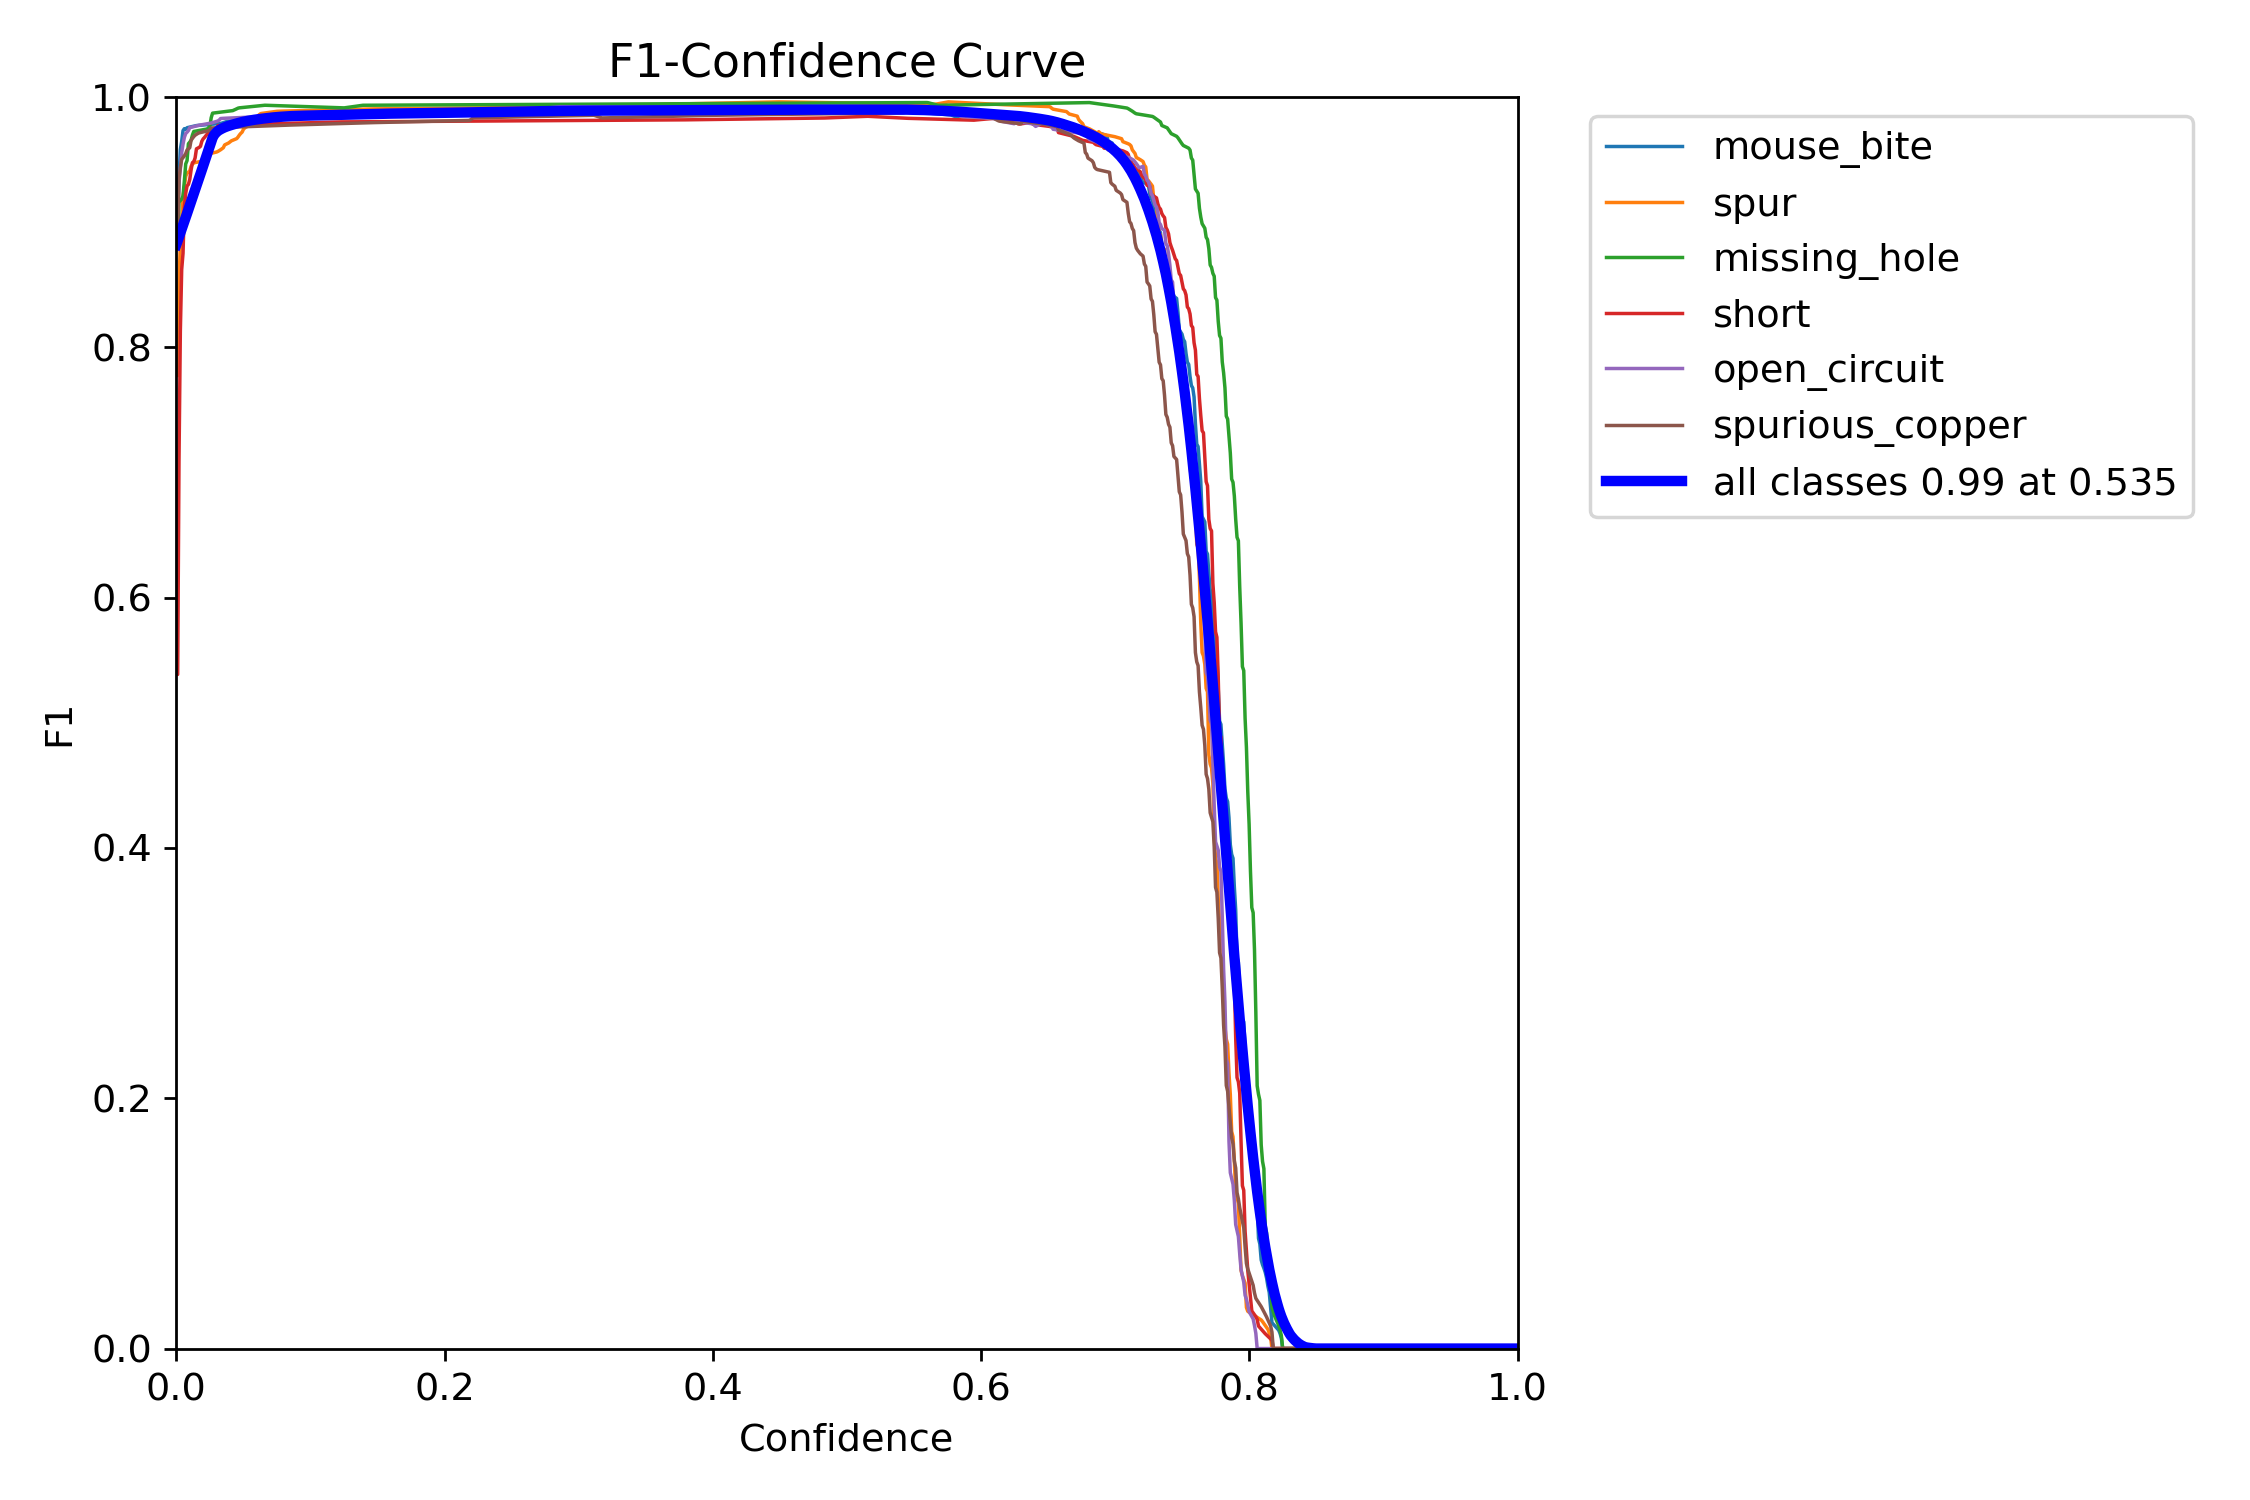 F1-Confidence Curve
1.0
0.8
0.6
0.4
0.2
0.0
F1
0.0 0.2 0.4 0.6 0.8 1.0
Confidence
mouse_bite
spur
missing_hole
short
open_circuit
spurious_copper
all classes 0.99 at 0.535